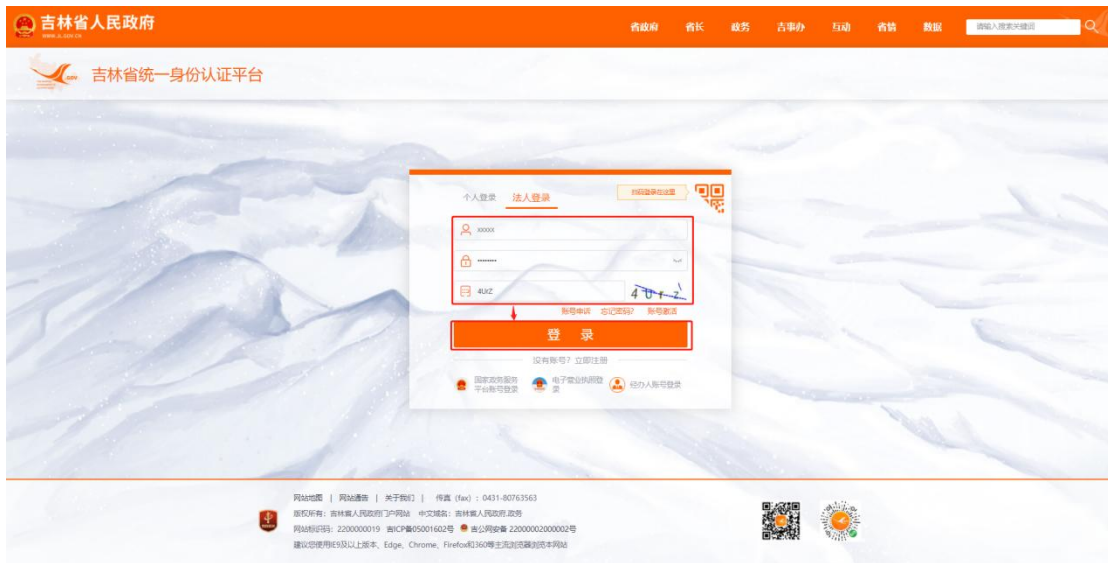 吉林省人民政府
WWW.JL.GOV.CN
省政府 省长 政务 吉事办 互动 省情 数据 请输入搜索关键词
吉林省统一身份认证平台
个人登录 法人登录 扫码登录在这里
xxxxx
••••••••
4UrZ 4UrZ
账号申诉 忘记密码? 账号激活
登 录
没有账号? 立即注册
国家政务服务平台账号登录
电子营业执照登录
经办人账号登录
网站地图 | 网站通告 | 关于我们 | 传真 (fax) : 0431-80763563
版权所有: 吉林省人民政府门户网站 中文域名: 吉林省人民政府.政务
网站标识码: 2200000019 吉ICP备05001602号 吉公网安备 22000002000002号
建议您使用IE9及以上版本、Edge、Chrome、Firefox和360等主流浏览器浏览本网站